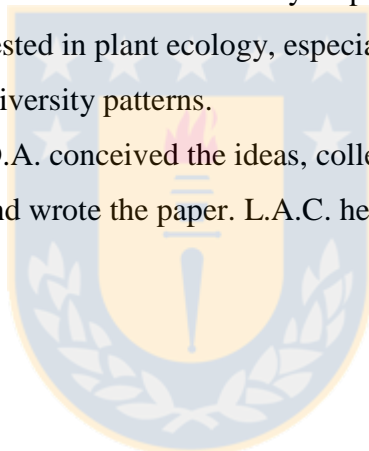 ested in plant ecology, especia
iversity patterns.
.A. conceived the ideas, colle
nd wrote the paper. L.A.C. he